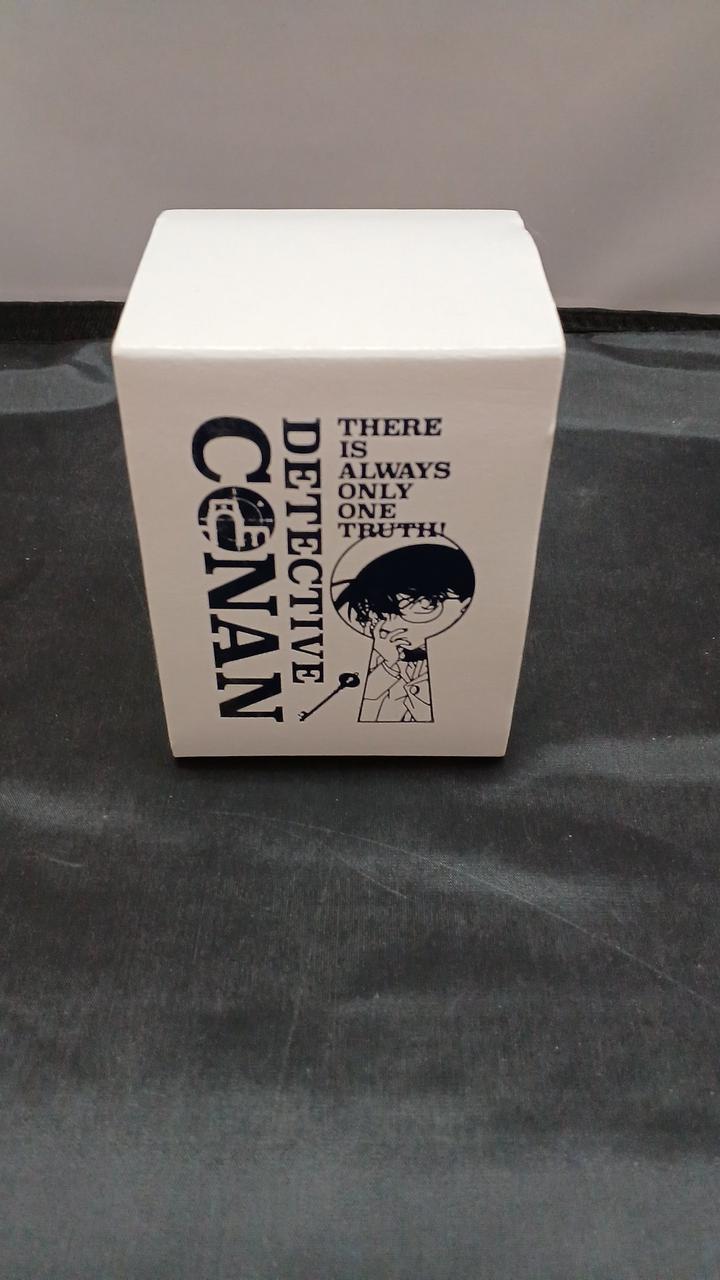 DETECTIVE
CONAN
THERE
IS
ALWAYS
ONLY
ONE
TRUTH!